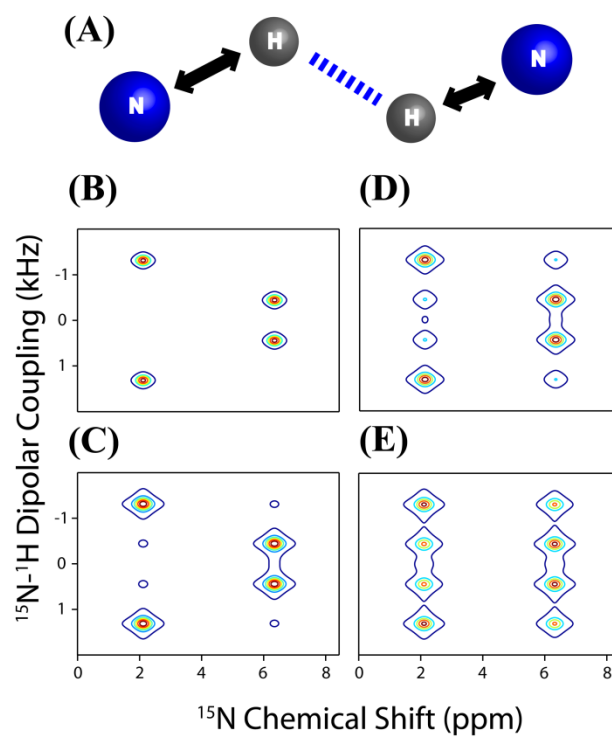 (A)
N
H
H
N
(B)
(D)
-1
0
1
(C)
(E)
-1
0
1
0 2 4 6 8
0 2 4 6 8
¹⁵N-¹H Dipolar Coupling (kHz)
¹⁵N Chemical Shift (ppm)